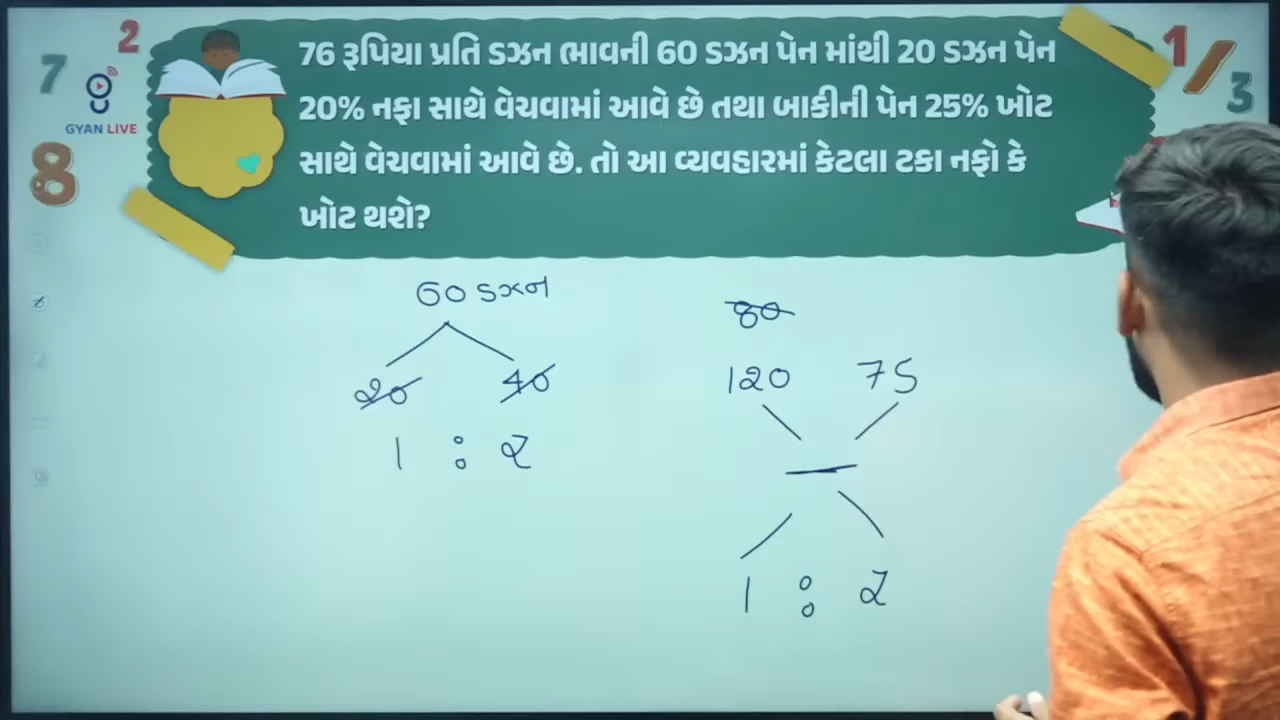 2
7
GYAN LIVE
8
1
3
76 રૂપિયા પ્રતિ ડઝન ભાવની 60 ડઝન પેન માંથી 20 ડઝન પેન
20% નફા સાથે વેચવામાં આવે છે તથા બાકીની પેન 25% ખોટ
સાથે વેચવામાં આવે છે. તો આ વ્યવહારમાં કેટલા ટકા નફો કે
ખોટ થશે?
60 ડઝન
20 40
1 : 2
80
120 75
1 : 2